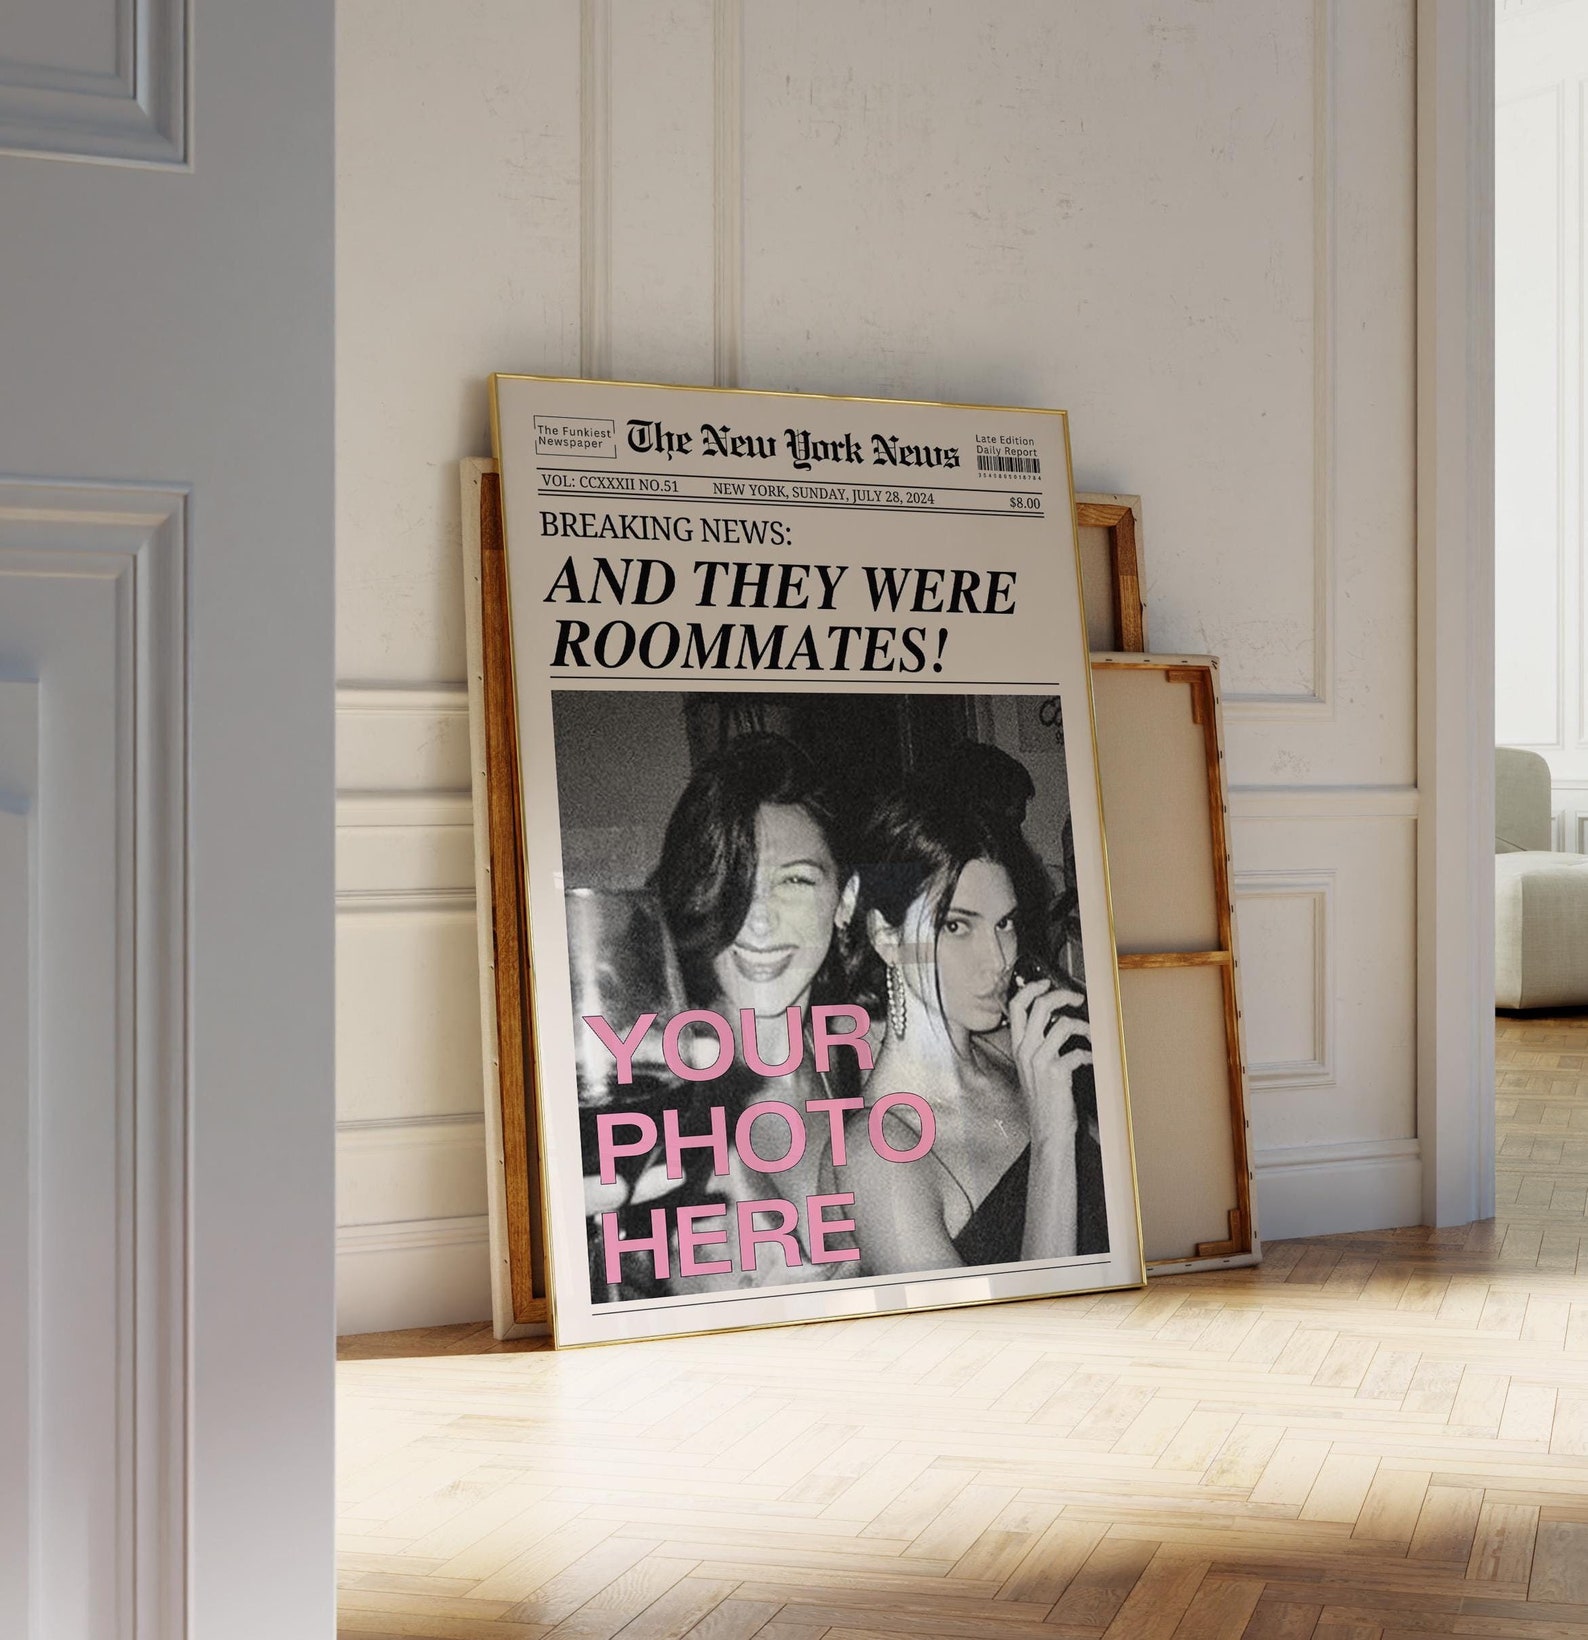 The Funkiest
Newspaper
The New York News
Late Edition
Daily Report
VOL: CCXXXII NO.51
NEW YORK, SUNDAY, JULY 28, 2024
$8.00
BREAKING NEWS:
AND THEY WERE
ROOMMATES!
YOUR
PHOTO
HERE